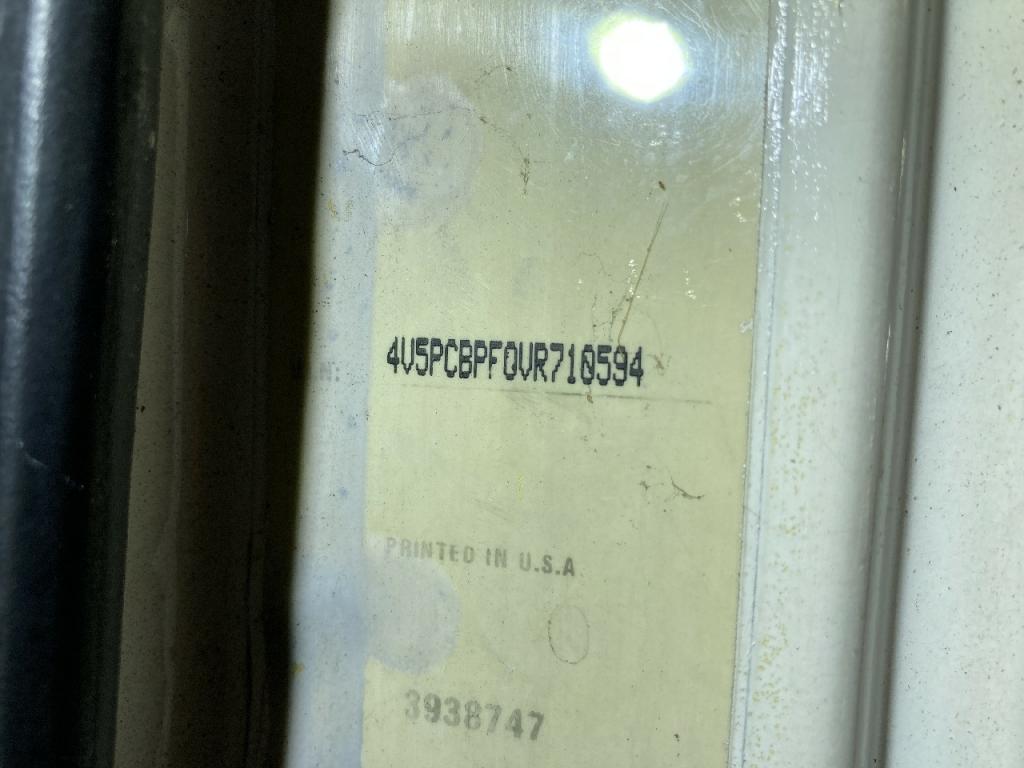 4V5PCBPF0VR710594
PRINTED IN U.S.A
3938747